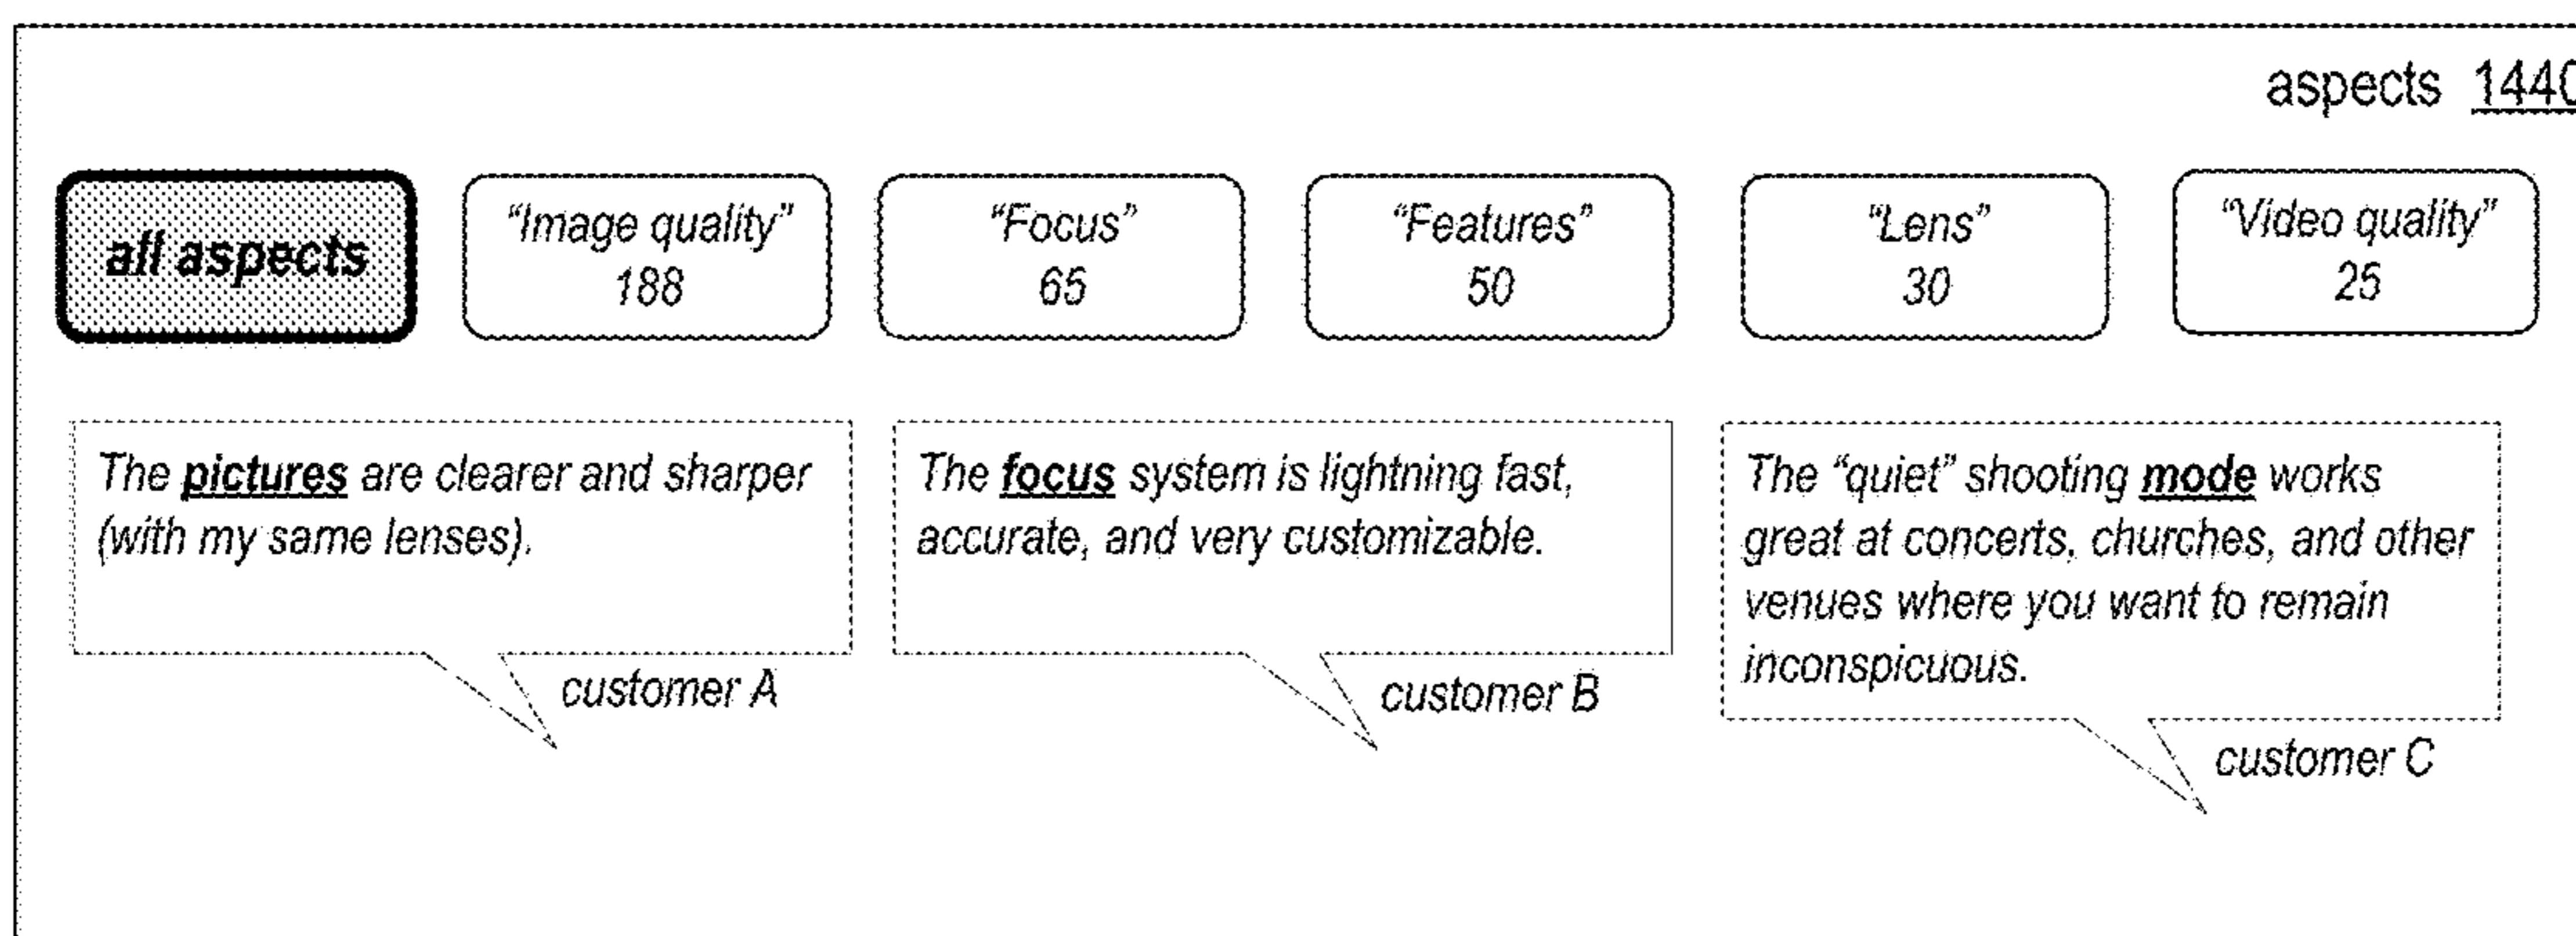 aspects 1440
all aspects
“Image quality”
188
“Focus”
65
“Features”
50
“Lens”
30
“Video quality”
25
The pictures are clearer and sharper
(with my same lenses).
customer A
The focus system is lightning fast,
accurate, and very customizable.
customer B
The “quiet” shooting mode works
great at concerts, churches, and other
venues where you want to remain
inconspicuous.
customer C